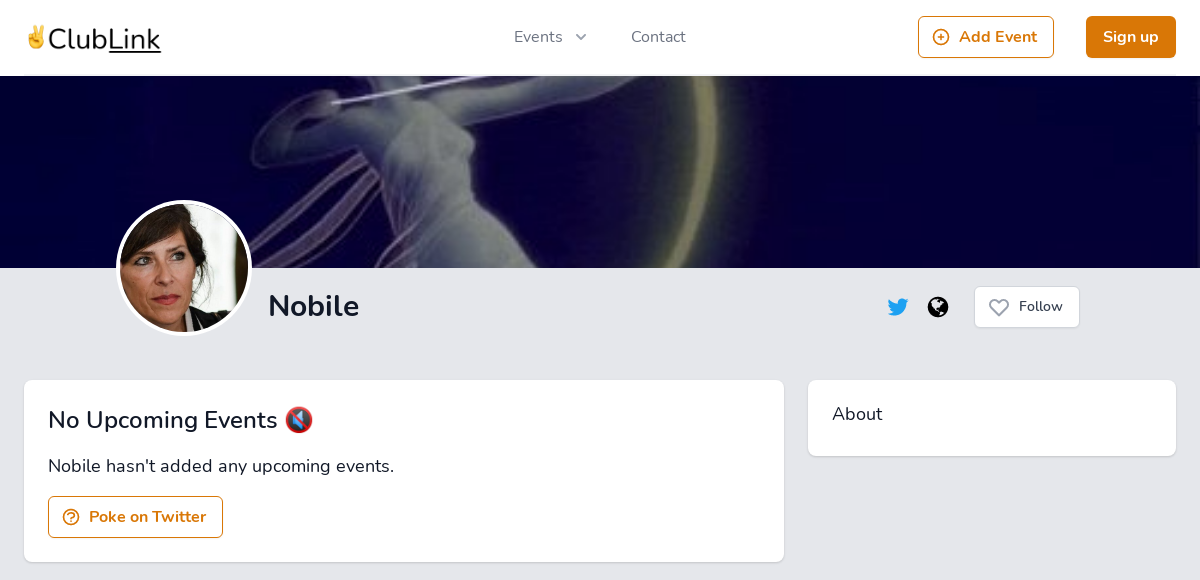 ✌️ClubLink
Events
Contact
Add Event
Sign up
Nobile
Follow
No Upcoming Events 🔇
Nobile hasn't added any upcoming events.
Poke on Twitter
About